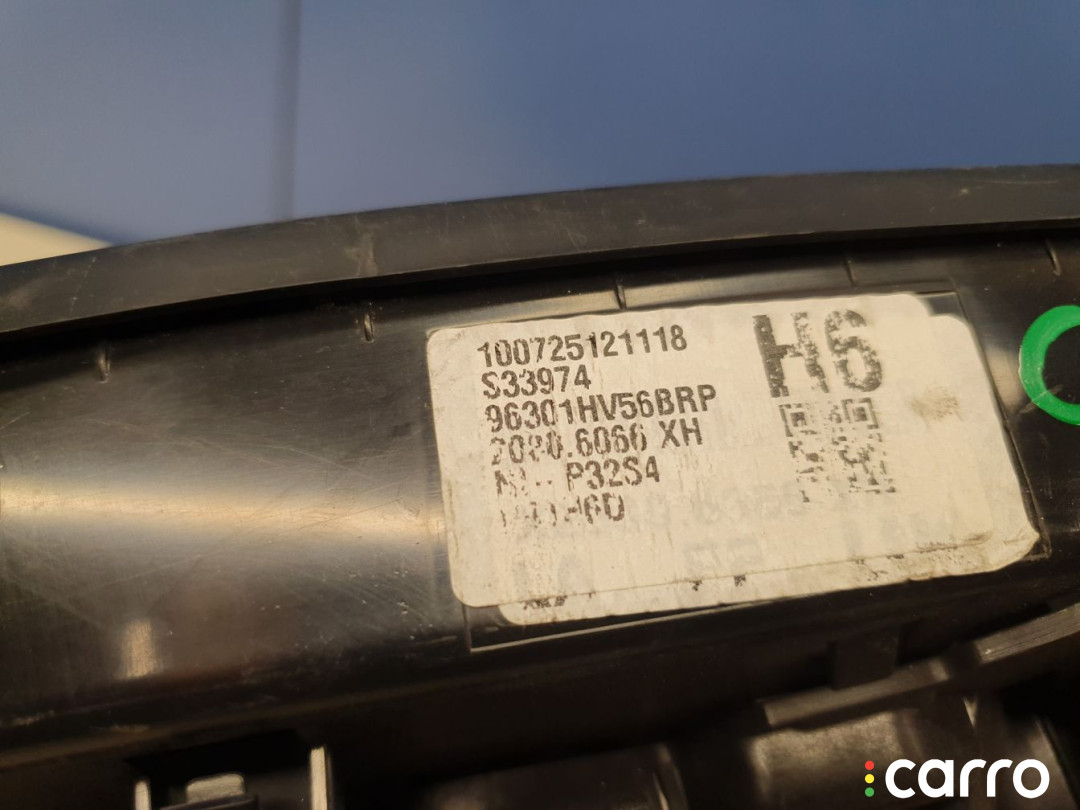 100725121118
S33974
96301HV56BRP
H6
XH
P32S4
carro